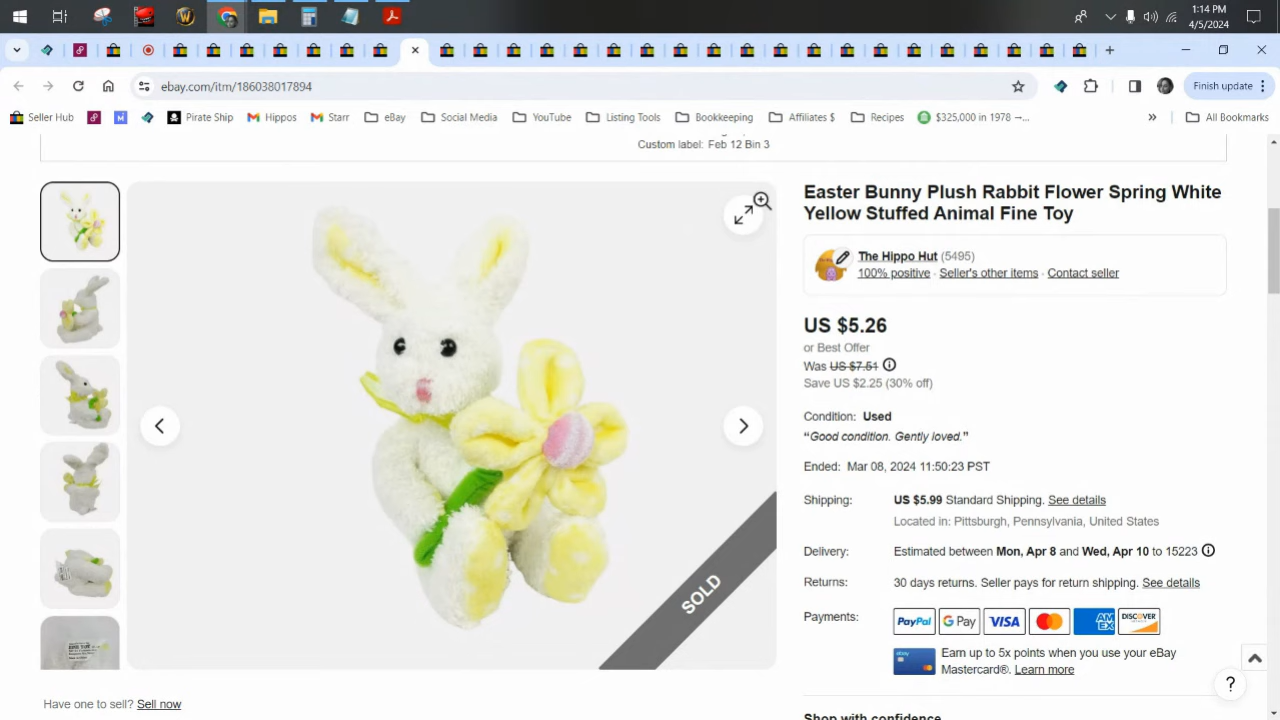 1:14 PM
4/5/2024
ebay.com/itm/186038017894
Finish update
Seller Hub
Pirate Ship
Hippos
Starr
eBay
Social Media
YouTube
Listing Tools
Bookkeeping
Affiliates $
Recipes
$325,000 in 1978 →...
»
All Bookmarks
Custom label: Feb 12 Bin 3
Easter Bunny Plush Rabbit Flower Spring White
Yellow Stuffed Animal Fine Toy
The Hippo Hut (5495)
100% positive · Seller's other items · Contact seller
US $5.26
or Best Offer
Was US $7.51
Save US $2.25 (30% off)
Condition: Used
“Good condition. Gently loved.”
Ended: Mar 08, 2024 11:50:23 PST
Shipping: US $5.99 Standard Shipping. See details
Located in: Pittsburgh, Pennsylvania, United States
Delivery: Estimated between Mon, Apr 8 and Wed, Apr 10 to 15223
Returns: 30 days returns. Seller pays for return shipping. See details
Payments: PayPal G Pay VISA AMEX DISCOVER
Earn up to 5x points when you use your eBay
Mastercard®. Learn more
SOLD
Have one to sell? Sell now
?
Shop with confidence